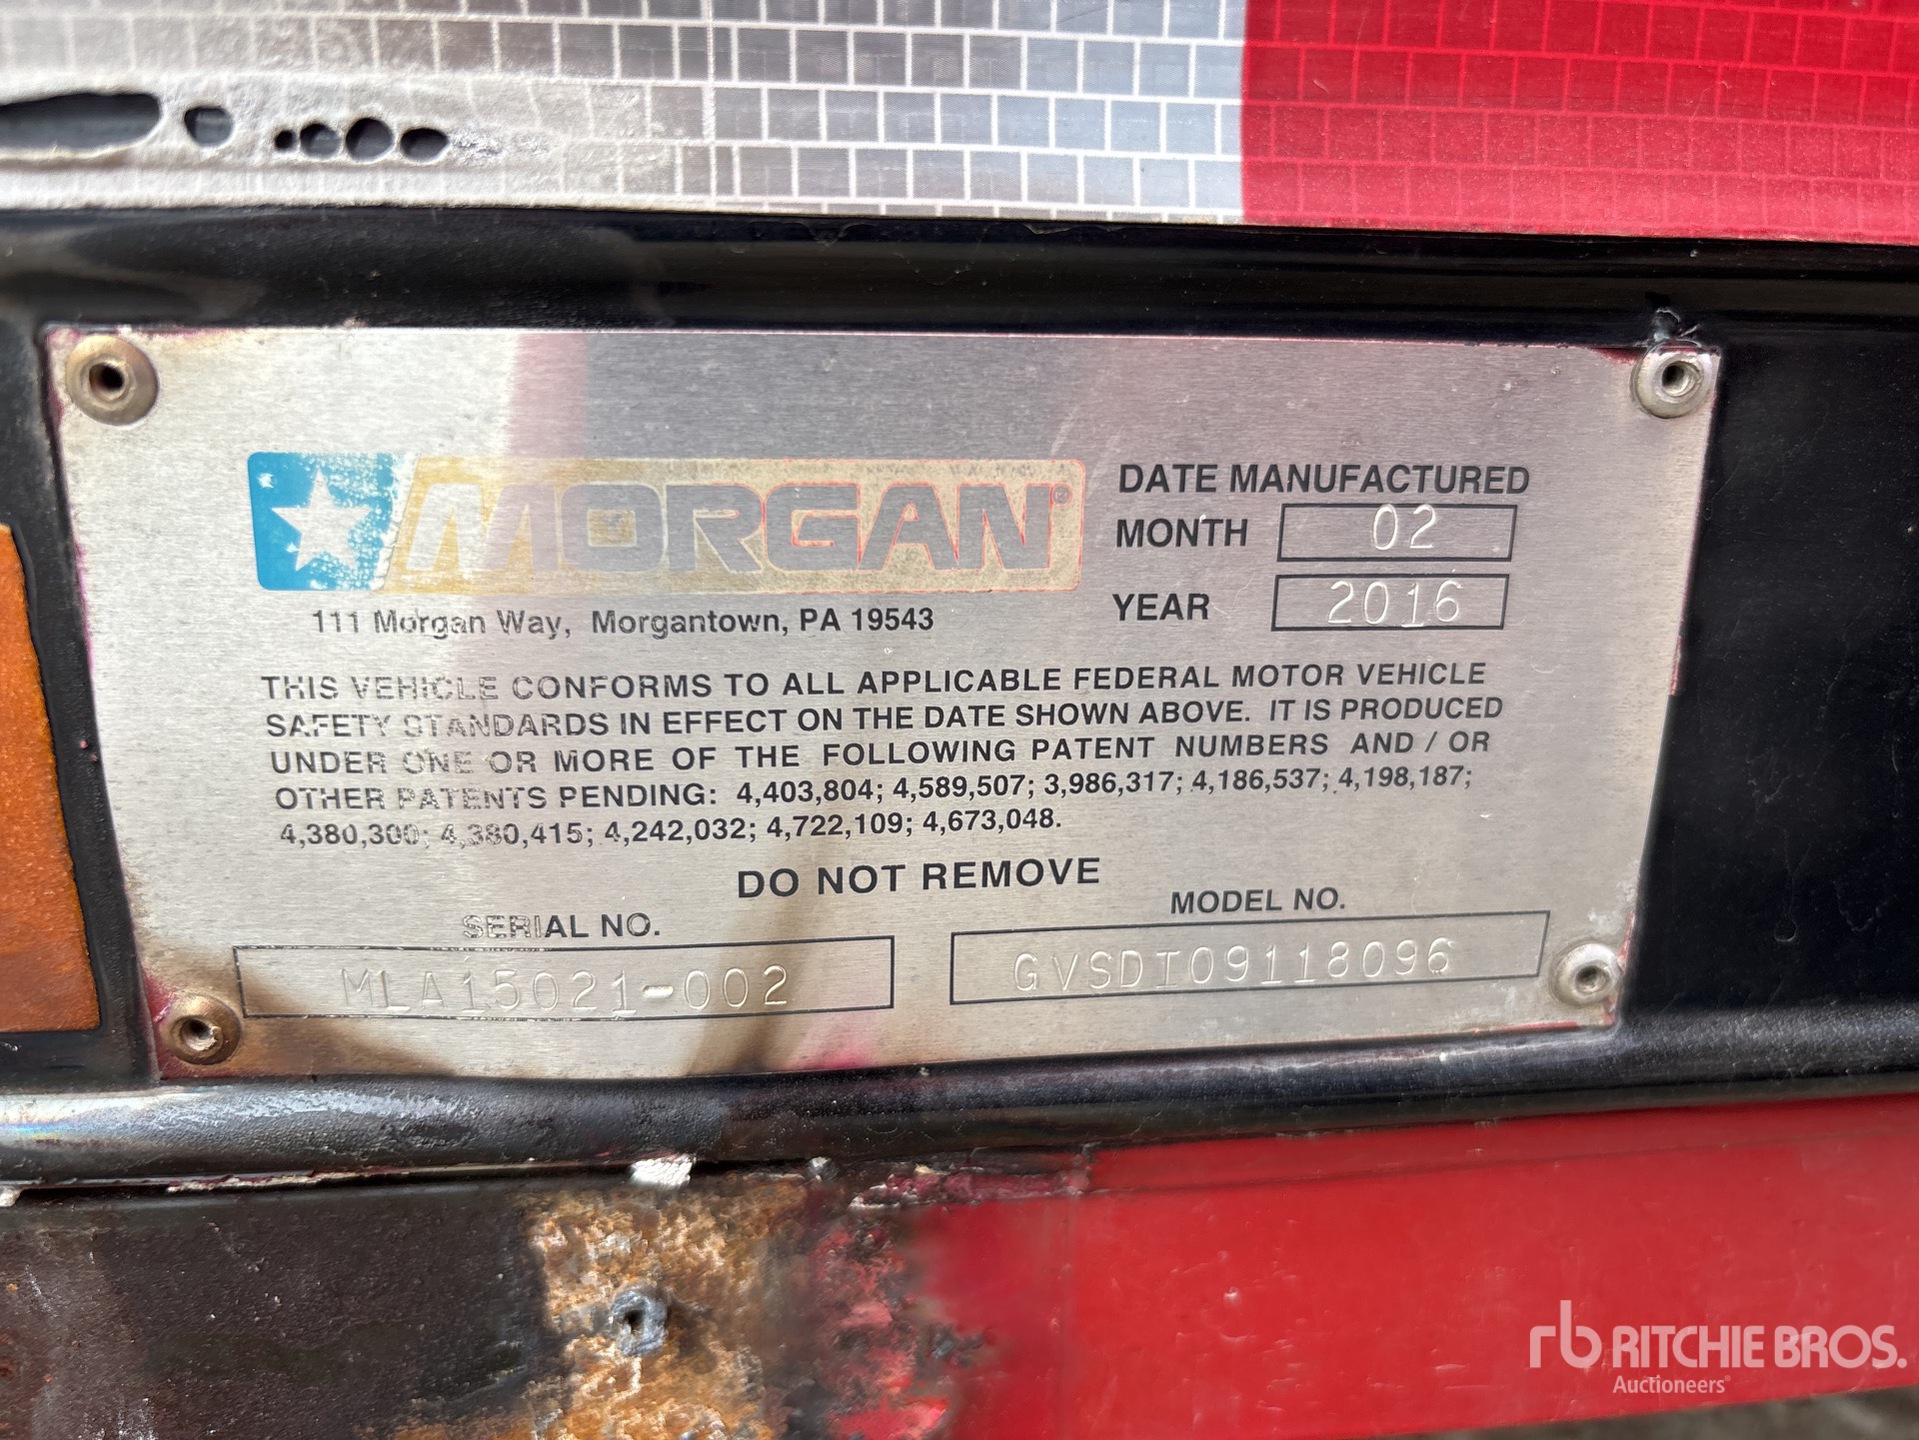 MORGAN®
111 Morgan Way, Morgantown, PA 19543
DATE MANUFACTURED
MONTH 02
YEAR 2016
THIS VEHICLE CONFORMS TO ALL APPLICABLE FEDERAL MOTOR VEHICLE
SAFETY STANDARDS IN EFFECT ON THE DATE SHOWN ABOVE. IT IS PRODUCED
UNDER ONE OR MORE OF THE FOLLOWING PATENT NUMBERS AND / OR
OTHER PATENTS PENDING: 4,403,804; 4,589,507; 3,986,317; 4,186,537; 4,198,187;
4,380,300; 4,380,415; 4,242,032; 4,722,109; 4,673,048.
DO NOT REMOVE
SERIAL NO.
MLA15021-002
MODEL NO.
GVSDT09118096
rb RITCHIE BROS.
Auctioneers®